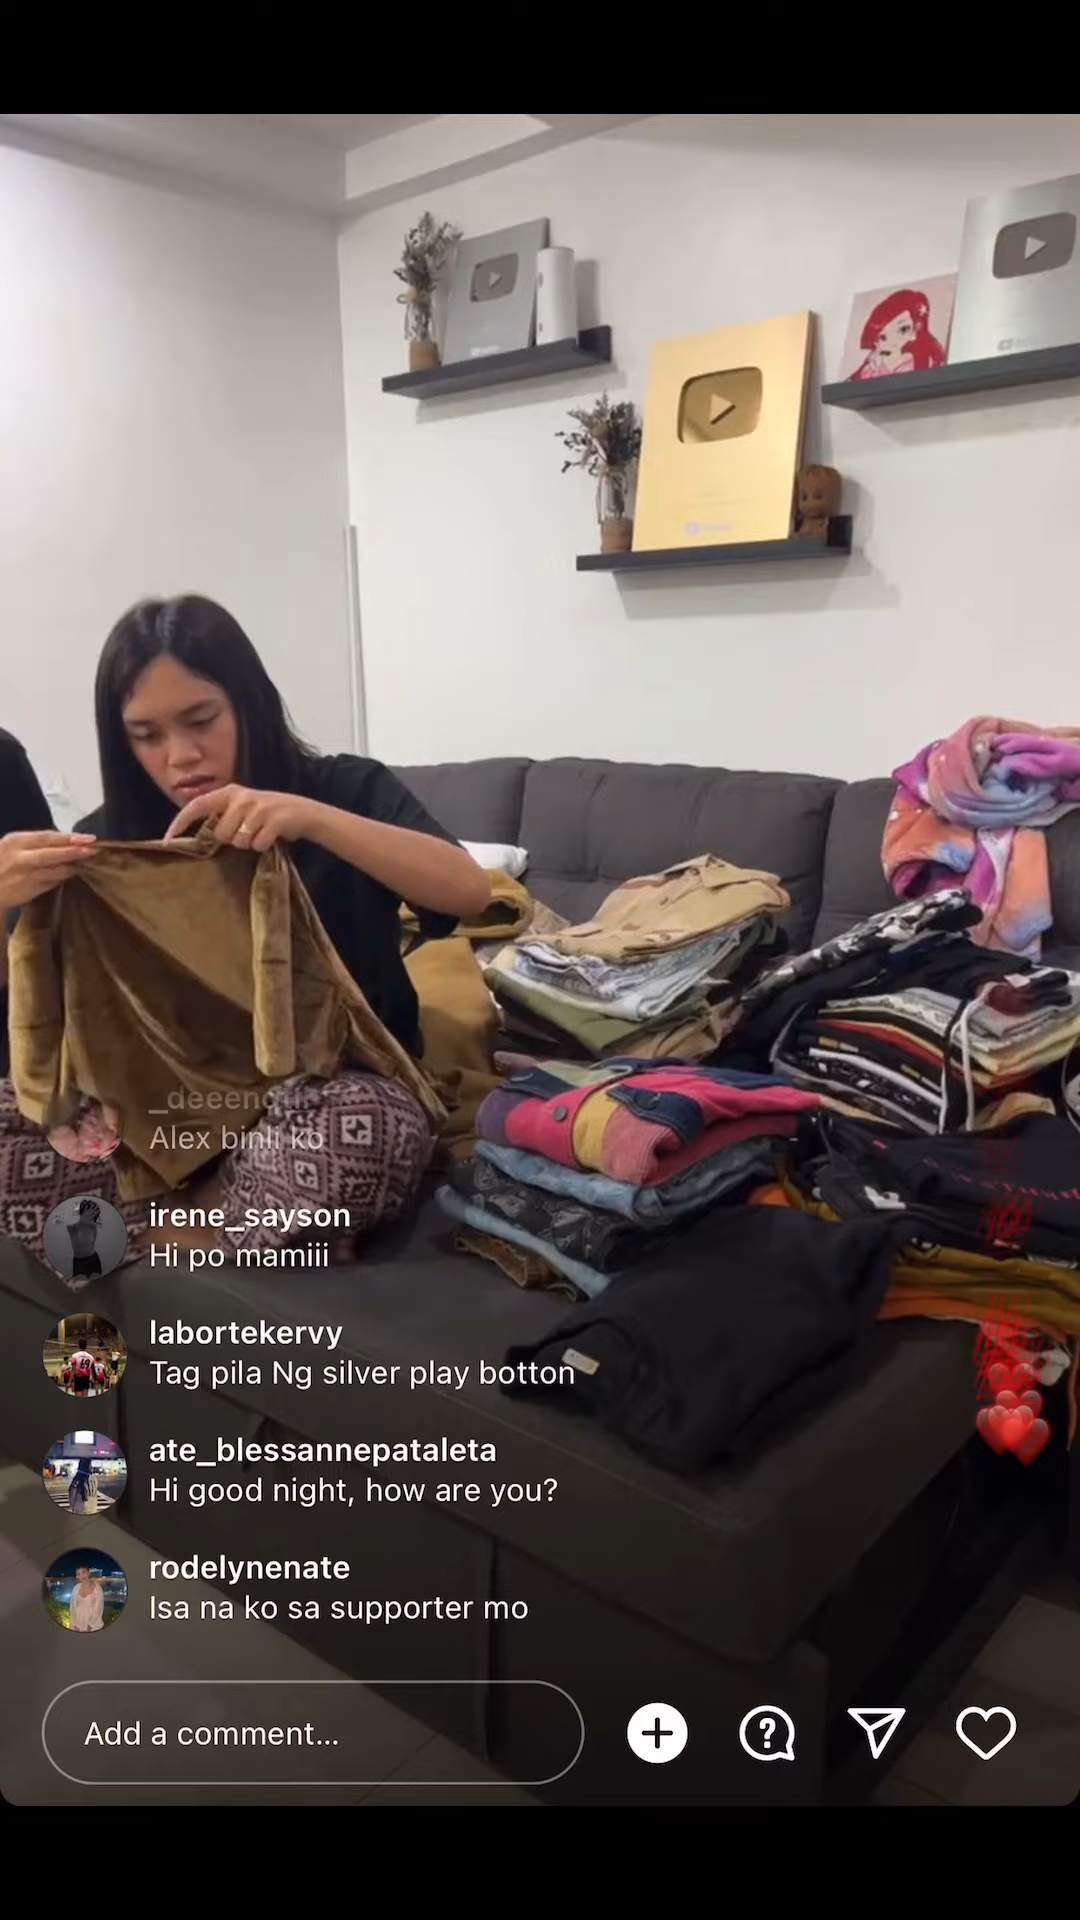 Alex binli ko
irene_sayson
Hi po mamiii
labortekervy
Tag pila Ng silver play botton
ate_blessannepataleta
Hi good night, how are you?
rodelynenate
Isa na ko sa supporter mo
Add a comment...
?